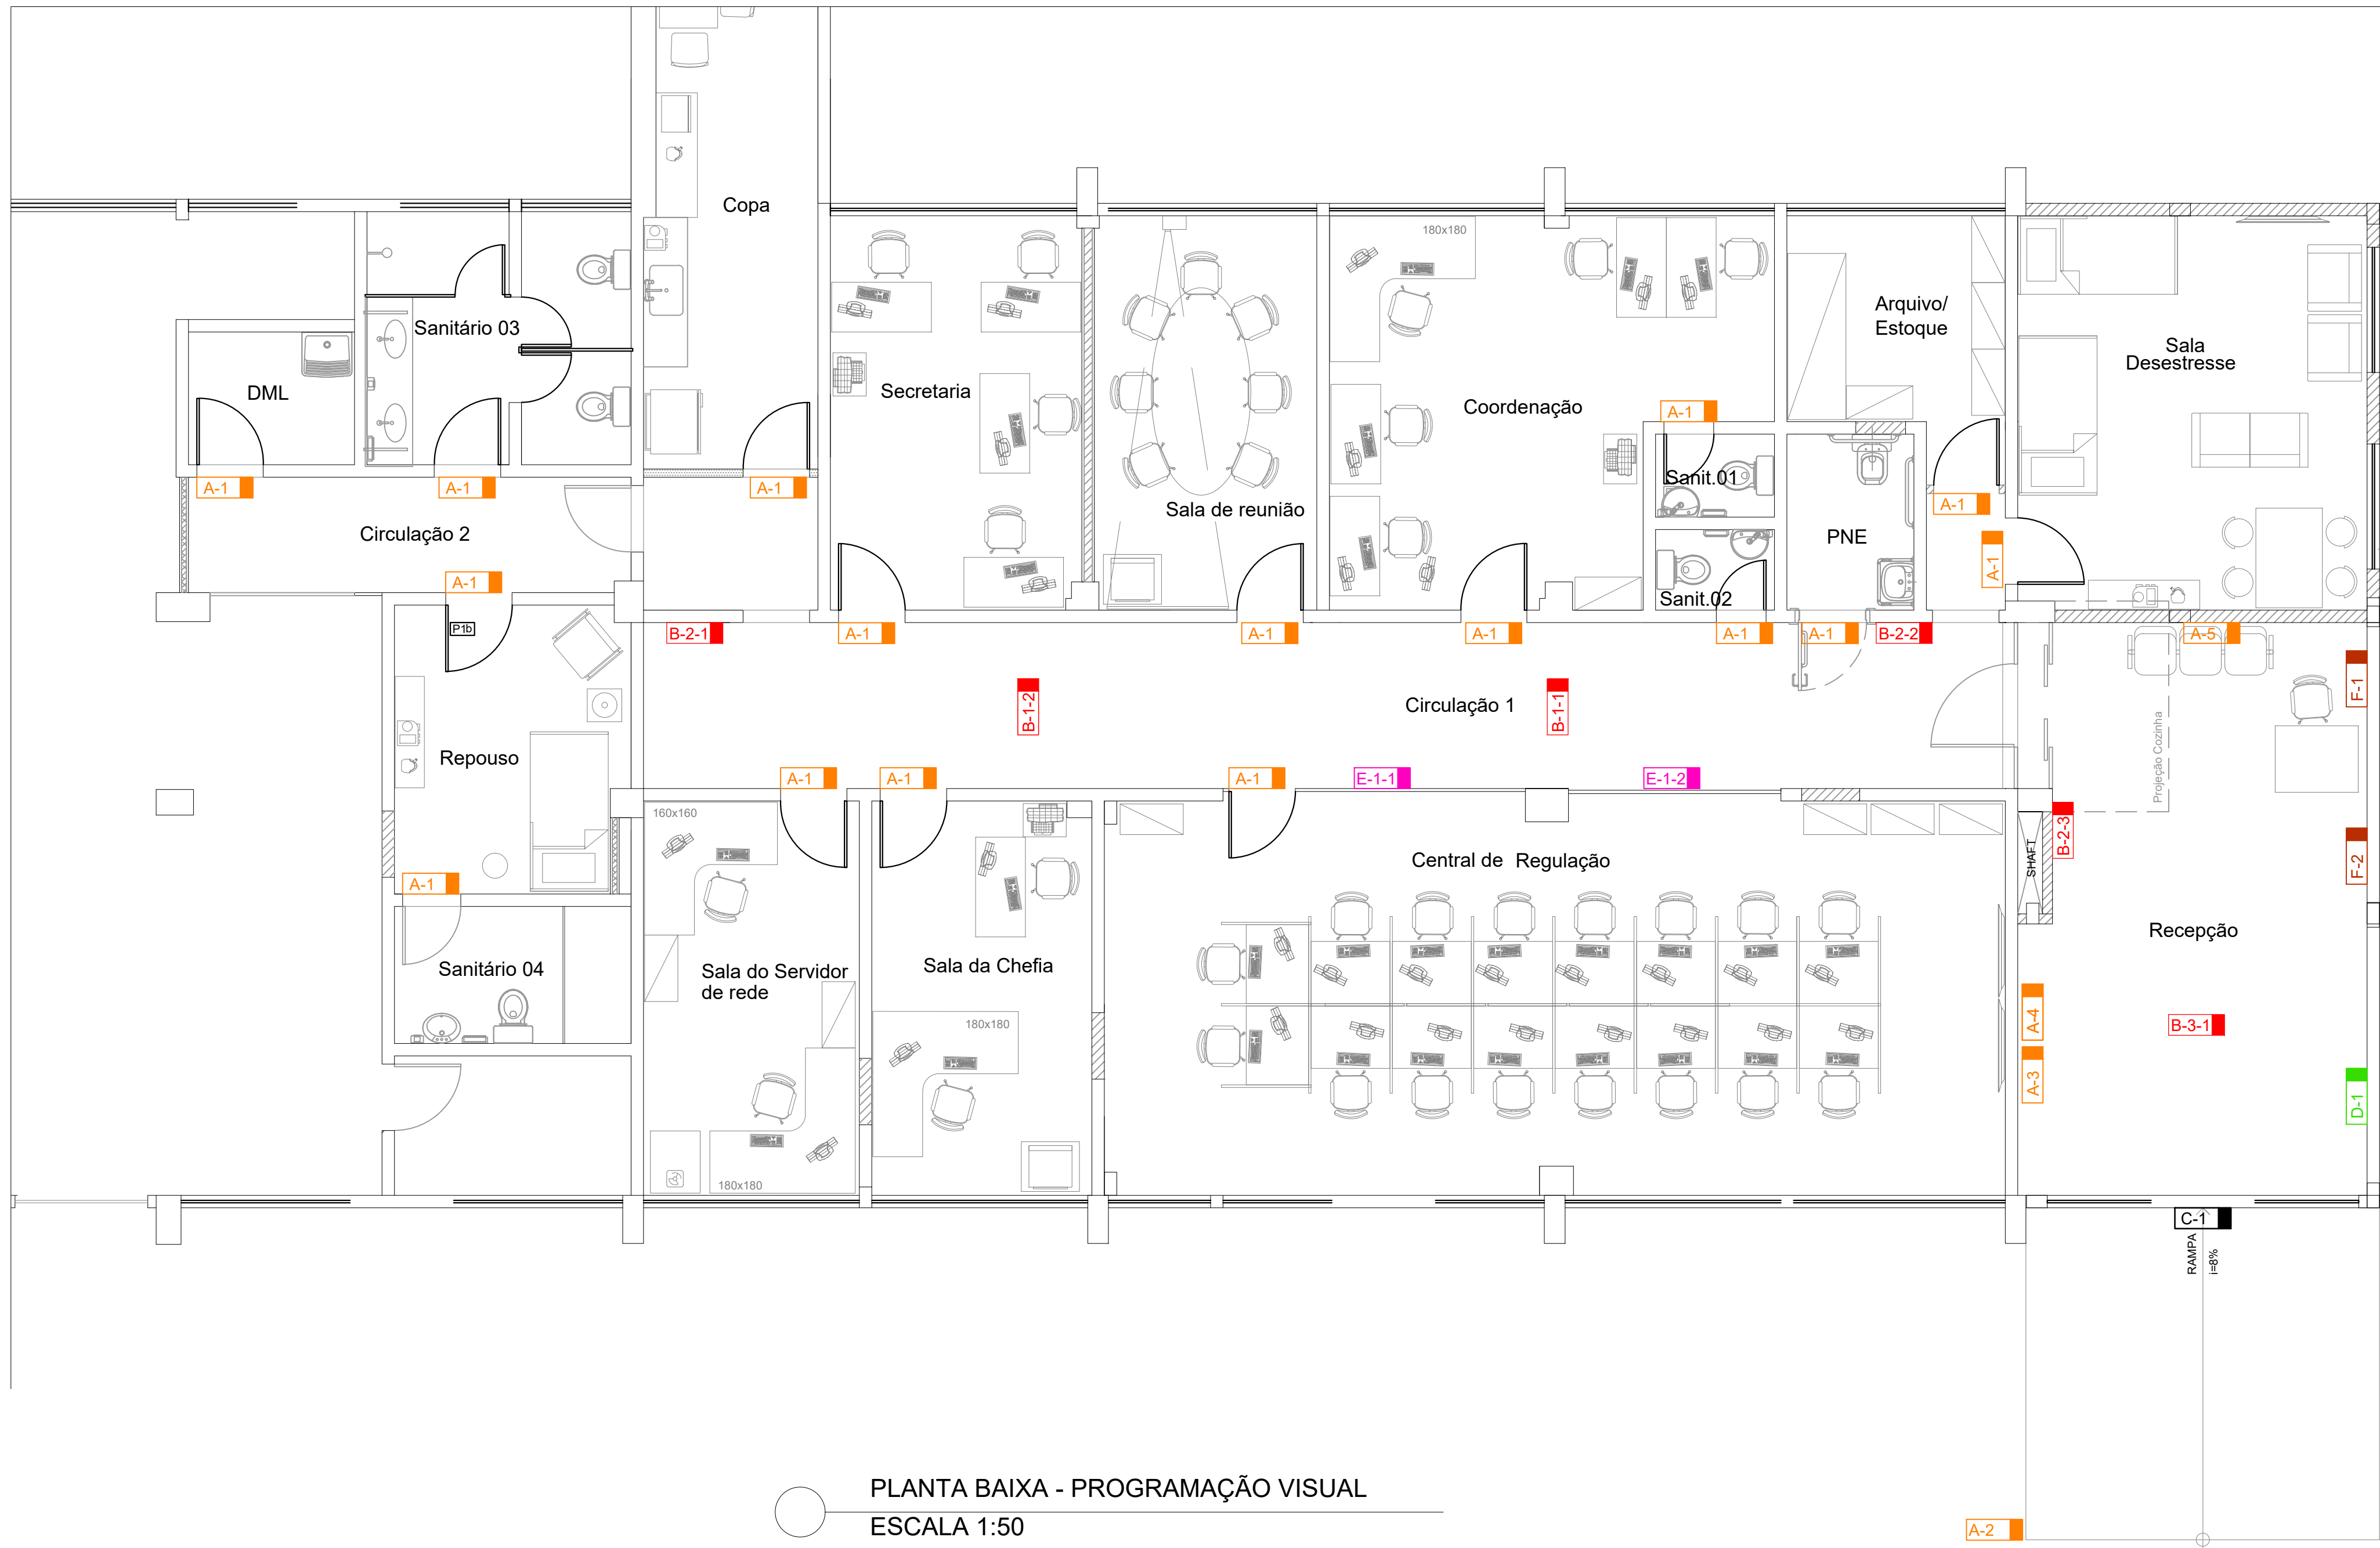 Copa
180x180
Arquivo/
Estoque
Sanitário 03
Sala
Desestresse
DML
Secretaria
Coordenação
A-1
Sanit.01
A-1
A-1
A-1
A-1
Sala de reunião
Circulação 2
PNE
A-1
A-1
Sanit.02
P1b
B-2-1
A-1
A-1
A-1
A-1
A-1
B-2-2
A-5
F-1
B-1-2
Circulação 1
B-1-1
Projeção Cozinha
Repouso
A-1
A-1
A-1
E-1-1
E-1-2
160x160
B-2-3
SHAFT
F-2
Central de Regulação
A-1
Recepção
Sanitário 04
Sala do Servidor
de rede
Sala da Chefia
180x180
A-4
B-3-1
A-3
D-1
180x180
C-1
RAMPA
i=8%
PLANTA BAIXA - PROGRAMAÇÃO VISUAL
ESCALA 1:50
A-2